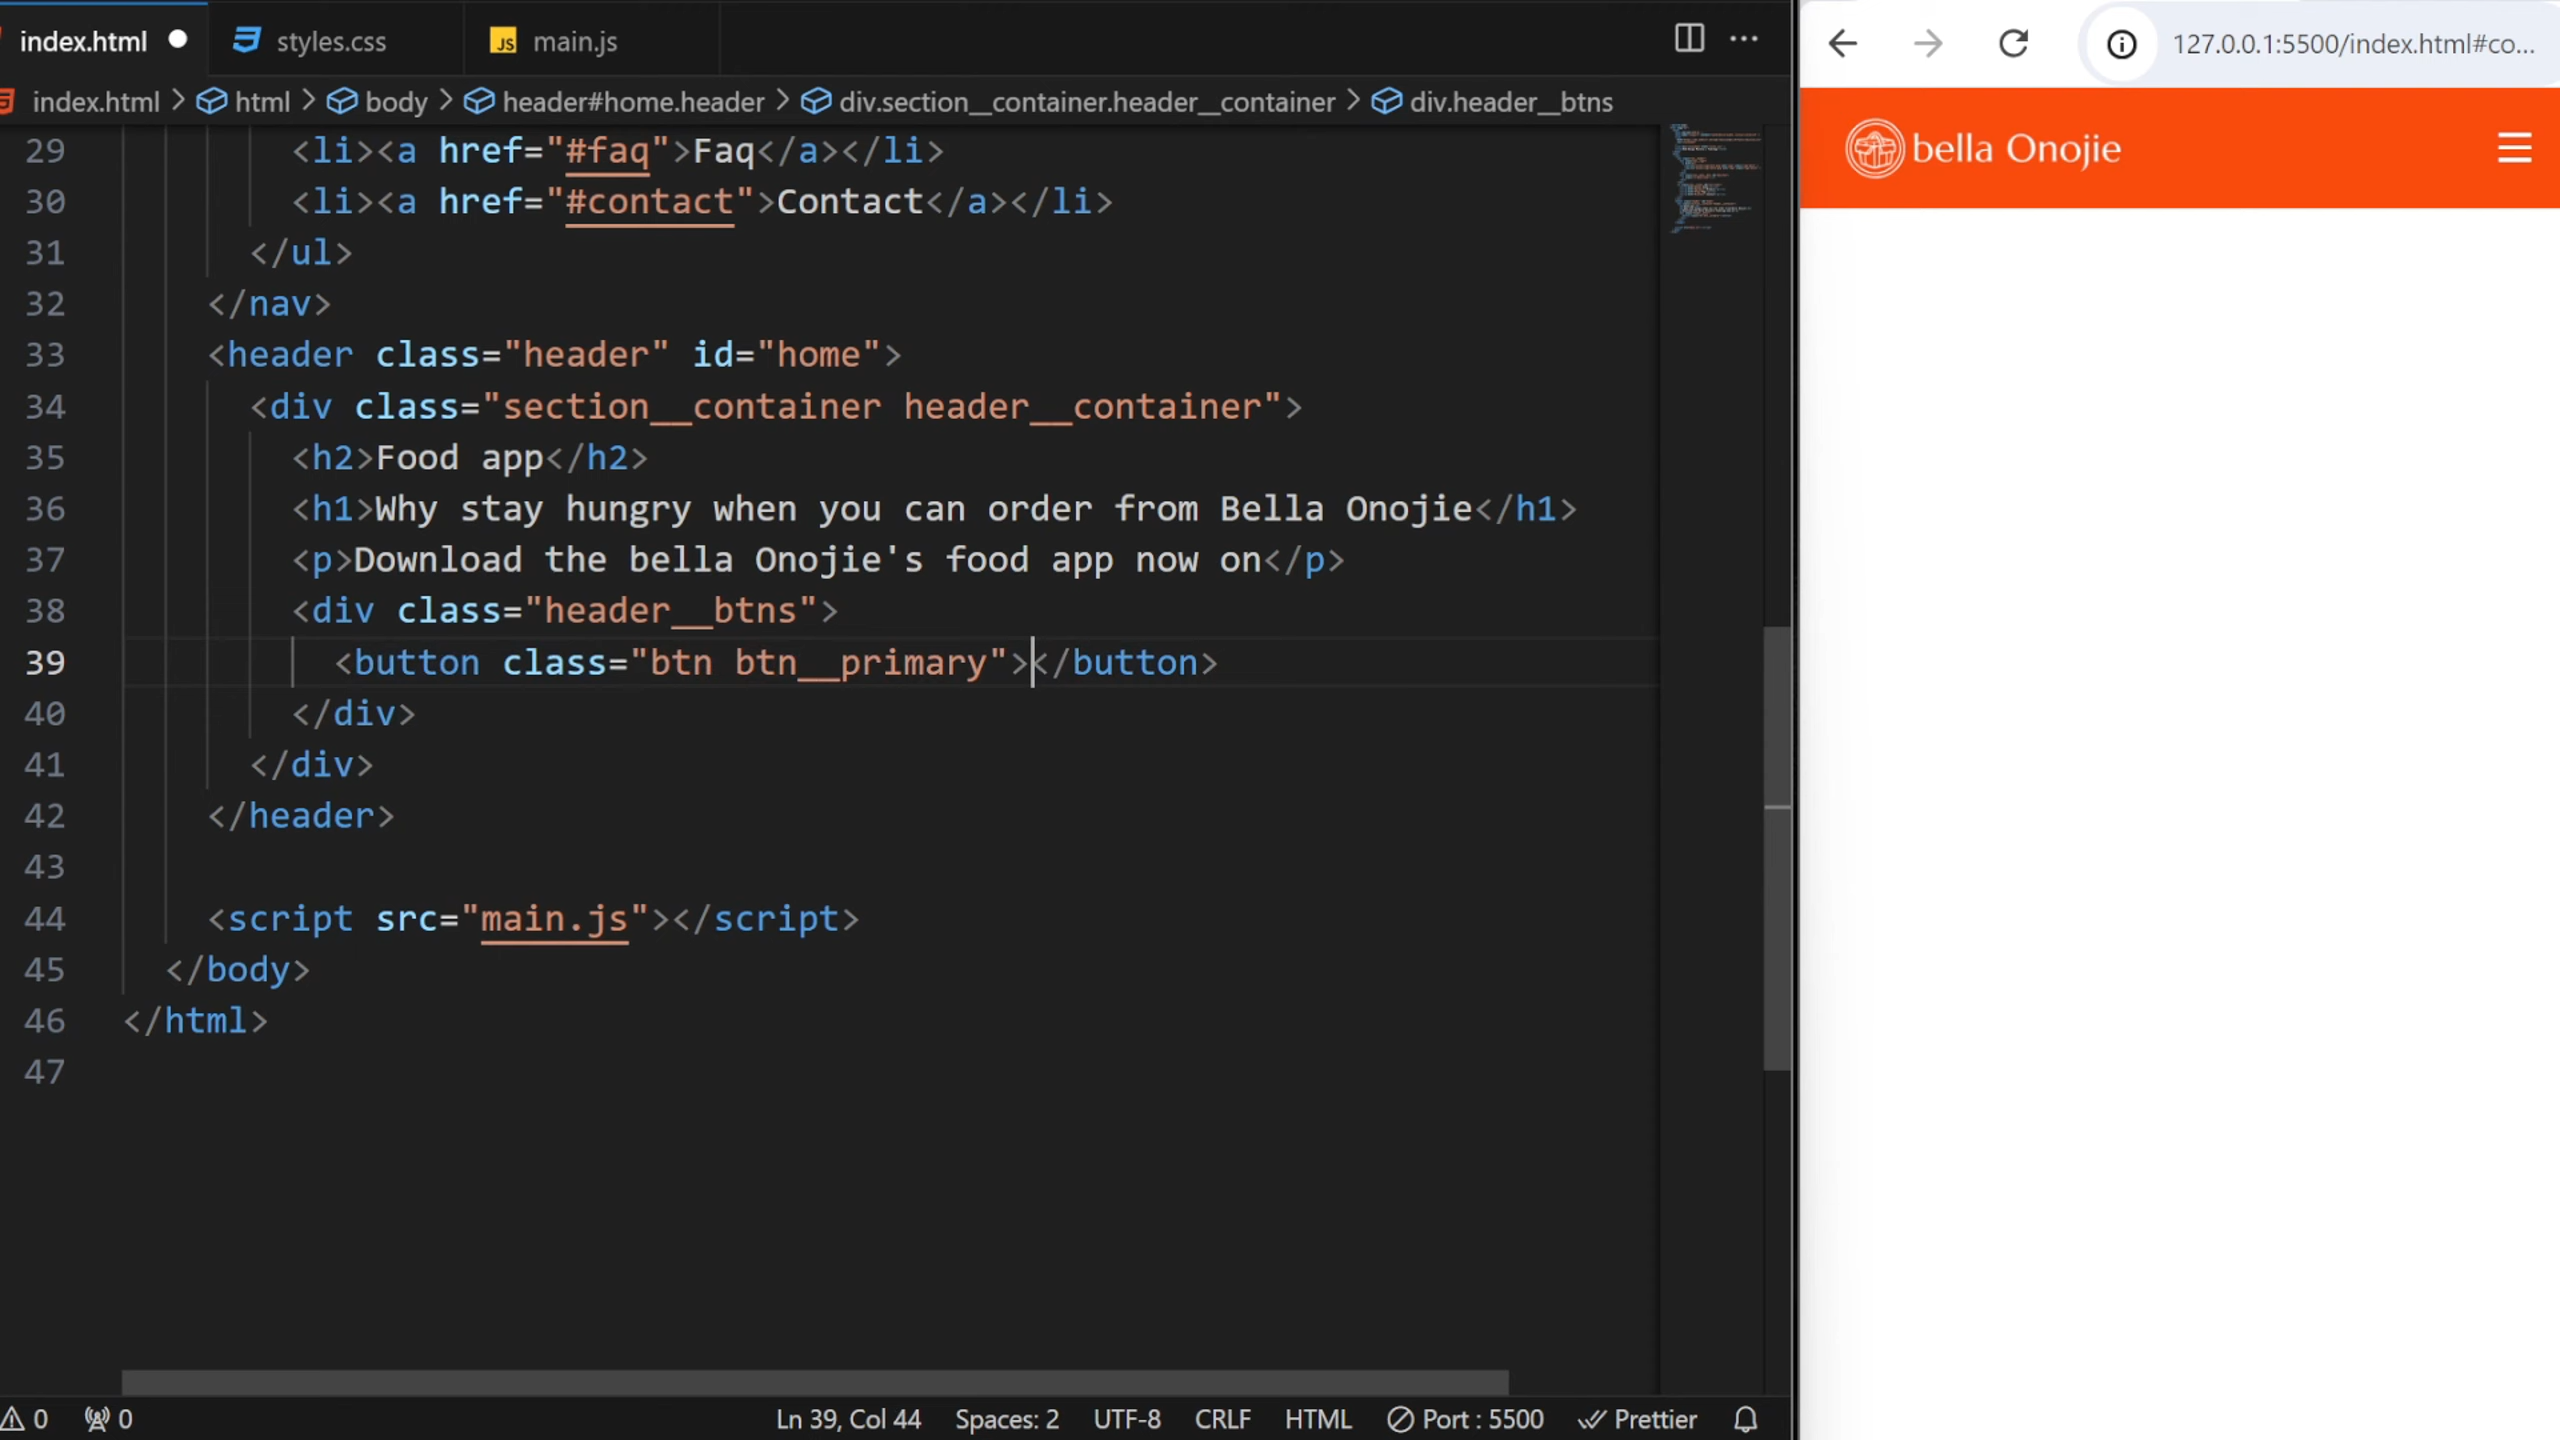 index.html styles.css JS main.js
index.html > html > body > header#home.header > div.section__container.header__container > div.header__btns
29 <li><a href="#faq">Faq</a></li>
30 <li><a href="#contact">Contact</a></li>
31 </ul>
32 </nav>
33 <header class="header" id="home">
34 <div class="section__container header__container">
35 <h2>Food app</h2>
36 <h1>Why stay hungry when you can order from Bella Onojie</h1>
37 <p>Download the bella Onojie's food app now on</p>
38 <div class="header__btns">
39 <button class="btn btn__primary"></button>
40 </div>
41 </div>
42 </header>
43
44 <script src="main.js"></script>
45 </body>
46 </html>
47
0 0 Ln 39, Col 44 Spaces: 2 UTF-8 CRLF HTML Port : 5500 Prettier
127.0.0.1:5500/index.html#co...
bella Onojie